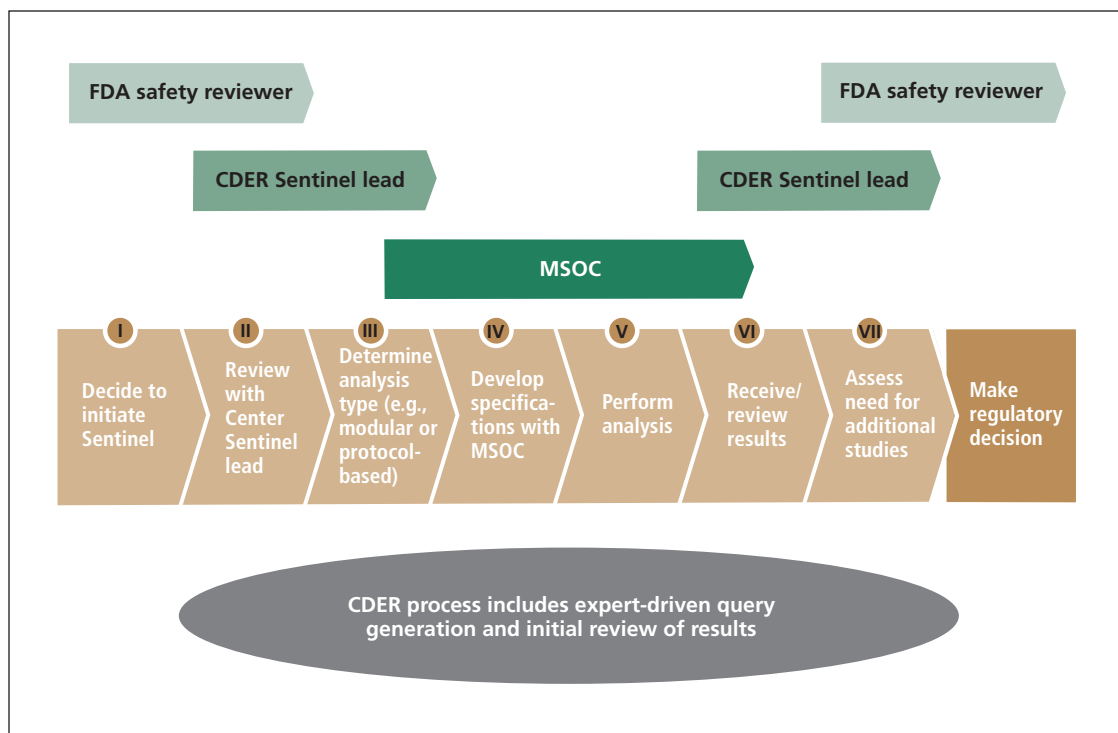 FDA safety reviewer
FDA safety reviewer
CDER Sentinel lead
CDER Sentinel lead
MSOC
I
Decide to
initiate
Sentinel
II
Review
with
Center
Sentinel
lead
III
Determine
analysis
type (e.g.,
modular or
protocol-
based)
IV
Develop
specifica-
tions with
MSOC
V
Perform
analysis
VI
Receive/
review
results
VII
Assess
need for
additional
studies
Make
regulatory
decision
CDER process includes expert-driven query
generation and initial review of results